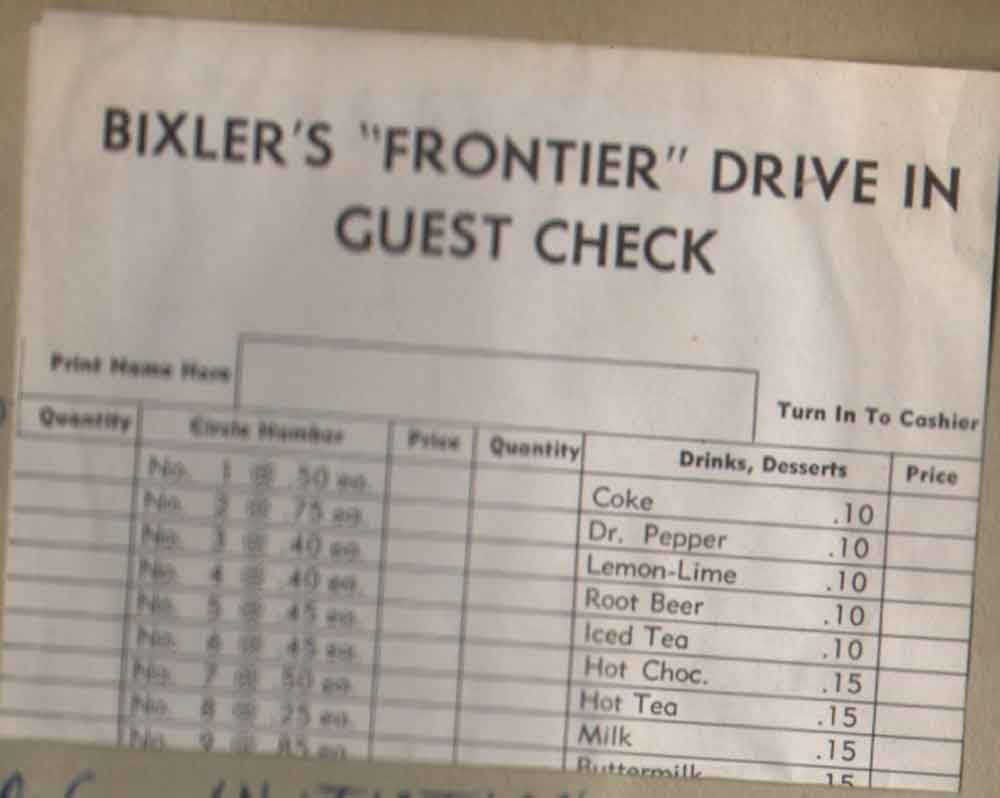 BIXLER'S "FRONTIER" DRIVE IN
GUEST CHECK
Print Name Here
Turn In To Cashier
Quantity Circle Number Price Quantity Drinks, Desserts Price
No. 1 @ .50 ea. Coke .10
No. 2 @ .75 ea. Dr. Pepper .10
No. 3 @ .40 ea. Lemon-Lime .10
No. 4 @ .40 ea. Root Beer .10
No. 5 @ .45 ea. Iced Tea .10
No. 6 @ .45 ea. Hot Choc. .15
No. 7 @ .50 ea. Hot Tea .15
No. 8 @ .25 ea. Milk .15
No. 9 @ .85 ea. Buttermilk .15